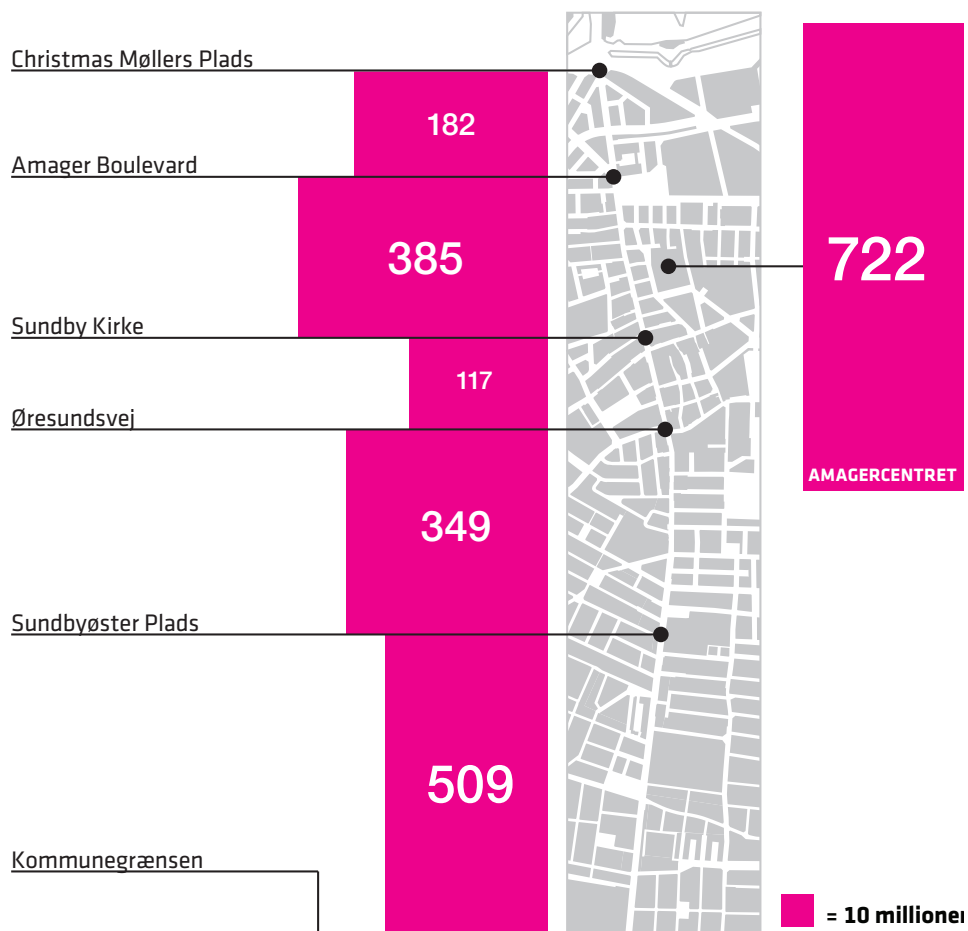 Christmas Møllers Plads
182
Amager Boulevard
385
722
Sundby Kirke
117
Øresundsvej
AMAGERCENTRET
349
Sundbyøster Plads
509
Kommunegrænsen
= 10 millioner